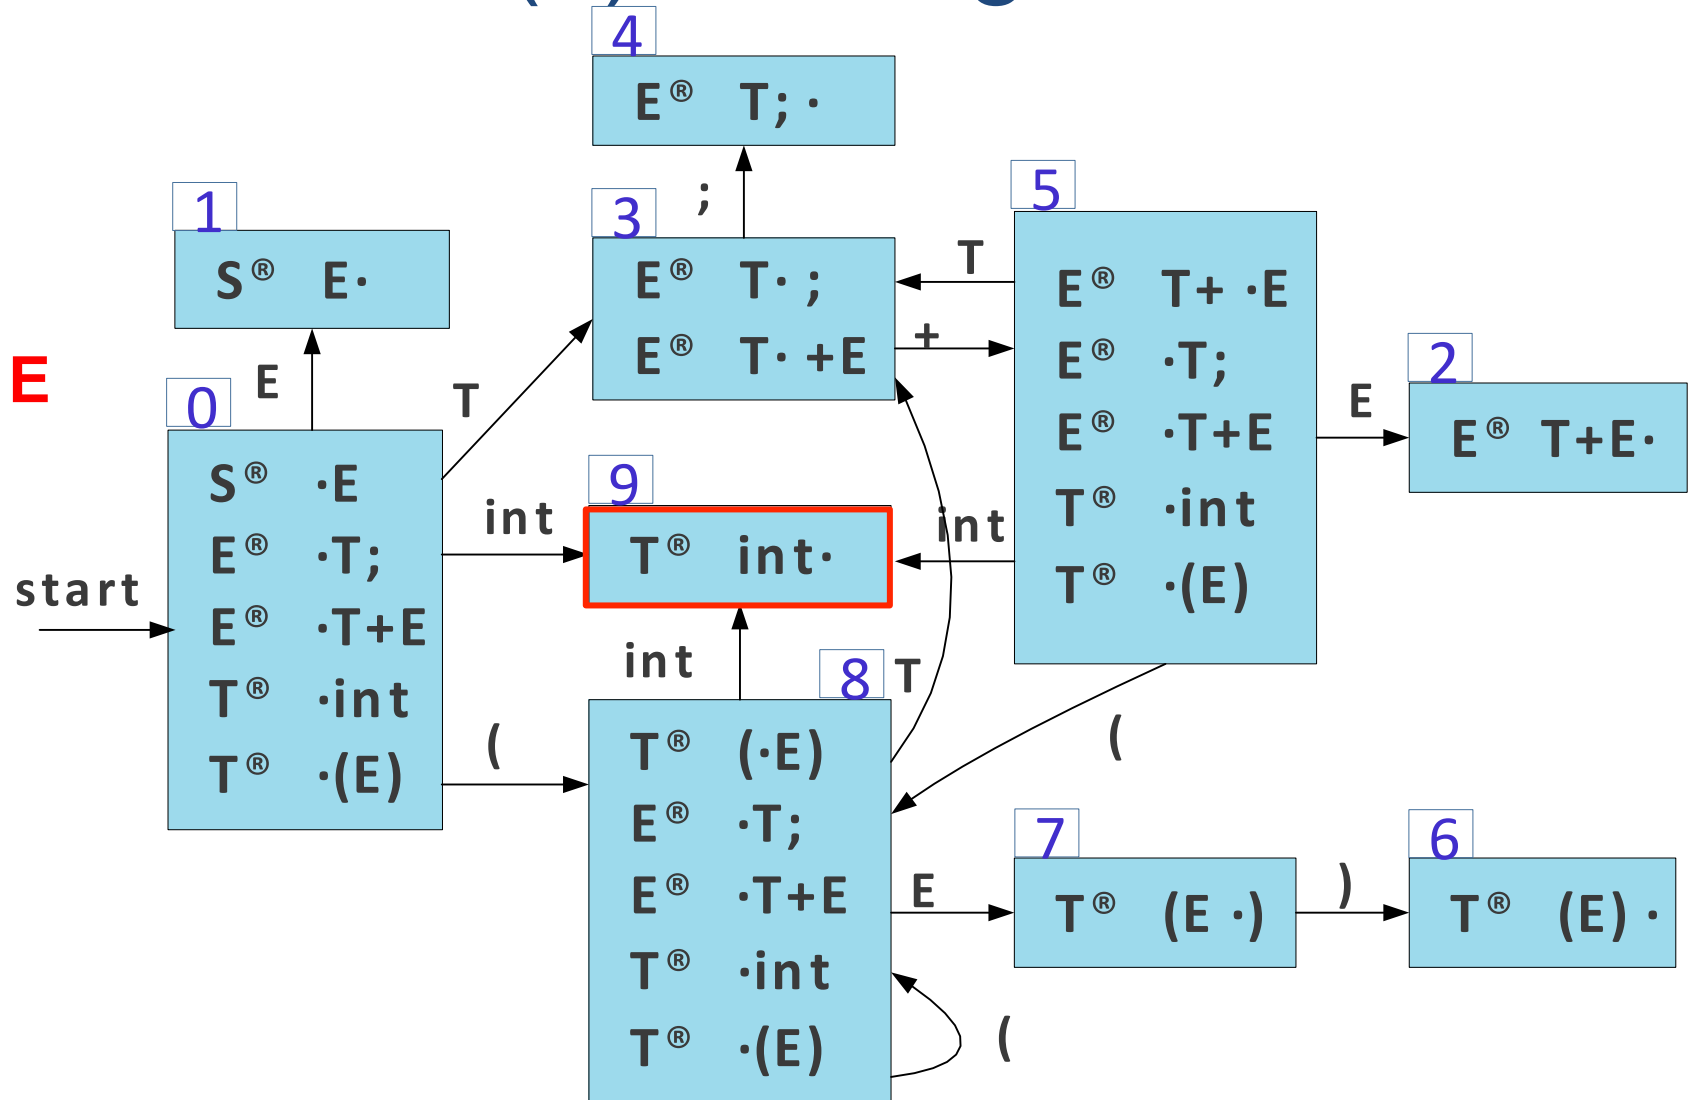 4
E® T;·
1
S® E·
;
3
E® T· ;
E® T· +E
T
+
5
E® T+ ·E
E® ·T;
E® ·T+E
T® ·int
T® ·(E)
E
2
E® T+E·
E
E
T
0
S® ·E
E® ·T;
E® ·T+E
T® ·int
T® ·(E)
start
int
9
T® int·
int
int
(
8
T
T® (·E)
E® ·T;
E® ·T+E
T® ·int
T® ·(E)
(
E
7
T® (E ·)
)
6
T® (E) ·
(